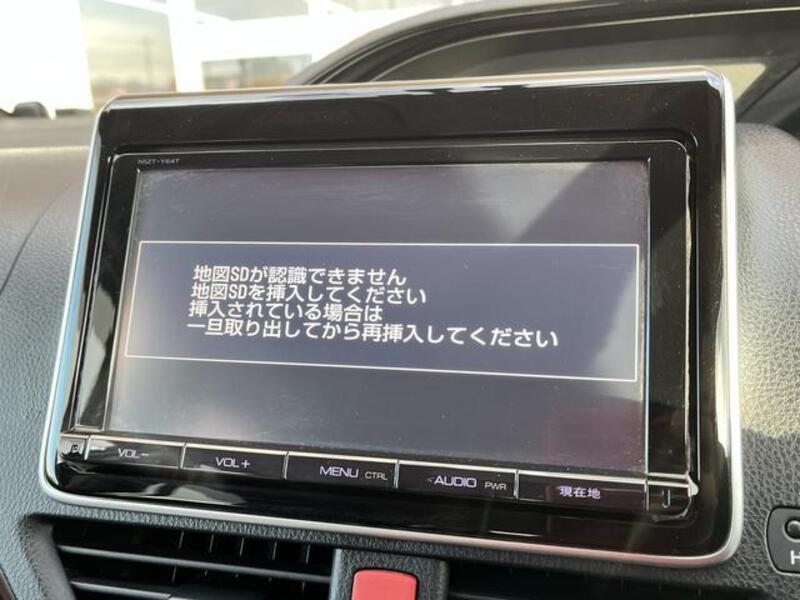 NSZT-Y64T
地図SDが認識できません
地図SDを挿入してください
挿入されている場合は
一旦取り出してから再挿入してください
VOL− VOL+ MENU CTRL AUDIO PWR 現在地
H